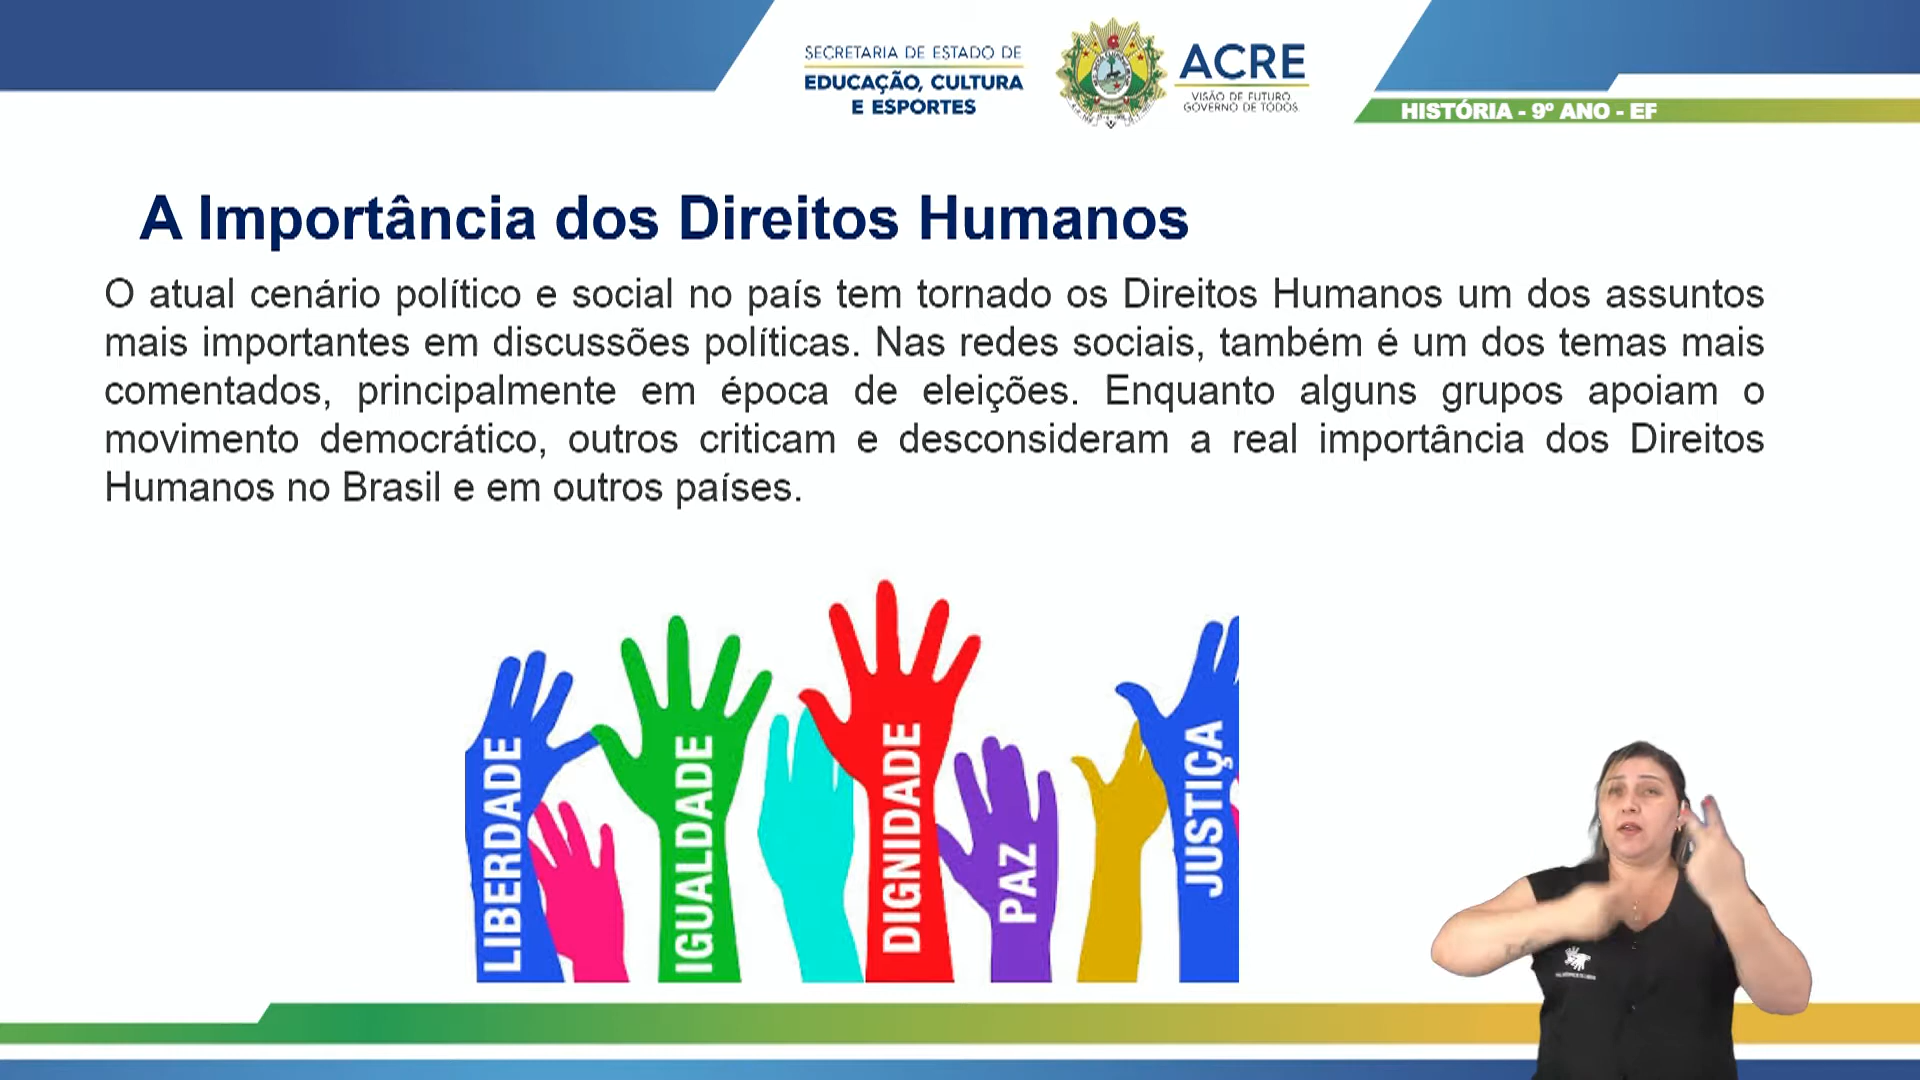 SECRETARIA DE ESTADO DE
EDUCAÇÃO, CULTURA
E ESPORTES
ACRE
VISÃO DE FUTURO.
GOVERNO DE TODOS.
HISTÓRIA - 9º ANO - EF
A Importância dos Direitos Humanos
O atual cenário político e social no país tem tornado os Direitos Humanos um dos assuntos
mais importantes em discussões políticas. Nas redes sociais, também é um dos temas mais
comentados, principalmente em época de eleições. Enquanto alguns grupos apoiam o
movimento democrático, outros criticam e desconsideram a real importância dos Direitos
Humanos no Brasil e em outros países.
LIBERDADE
IGUALDADE
DIGNIDADE
PAZ
JUSTIÇA